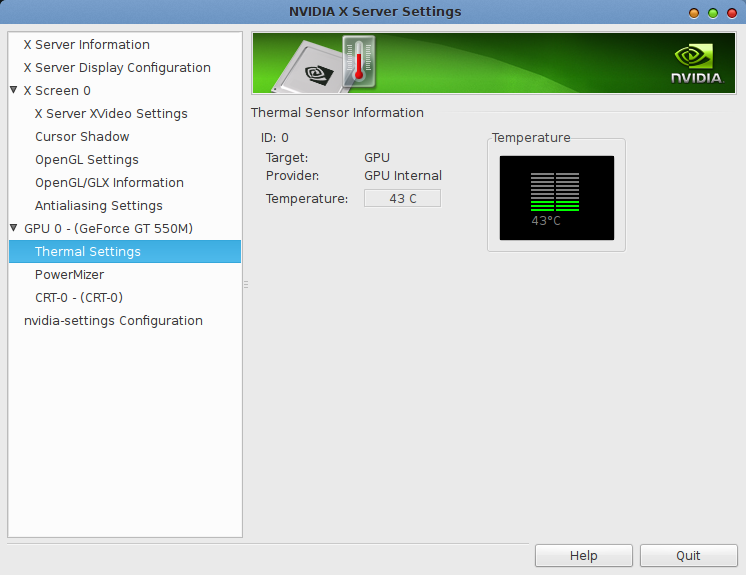 NVIDIA X Server Settings
X Server Information
X Server Display Configuration
X Screen 0
X Server XVideo Settings
Cursor Shadow
OpenGL Settings
OpenGL/GLX Information
Antialiasing Settings
GPU 0 - (GeForce GT 550M)
Thermal Settings
PowerMizer
CRT-0 - (CRT-0)
nvidia-settings Configuration
NVIDIA
Thermal Sensor Information
ID: 0
Target: GPU
Provider: GPU Internal
Temperature: 43 C
Temperature
43°C
Help
Quit